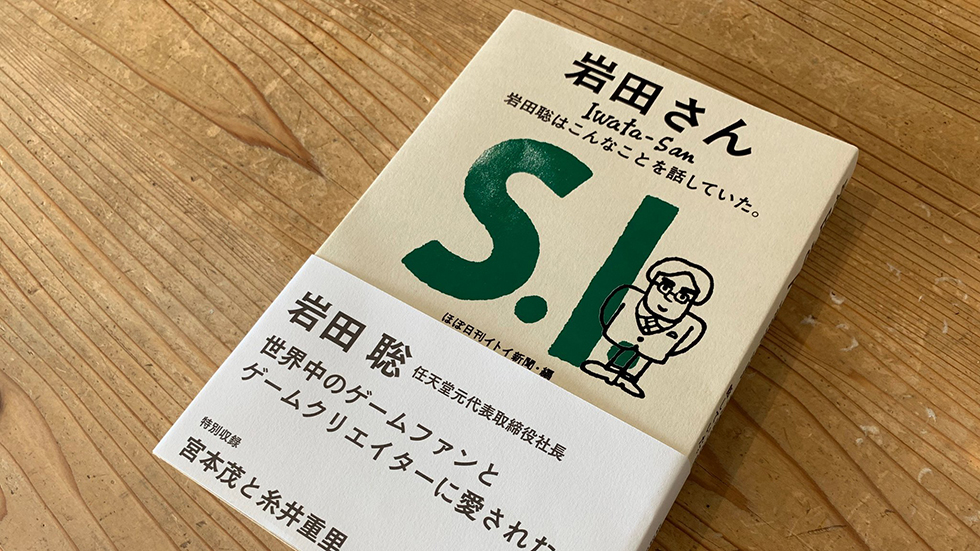 岩田さん
Iwata-San
岩田聡はこんなことを話していた。
S.I.
ほぼ日刊イトイ新聞・編
岩田 聡 任天堂元代表取締役社長
世界中のゲームファンと
ゲームクリエイターに愛された
特別収録
宮本茂と糸井重里